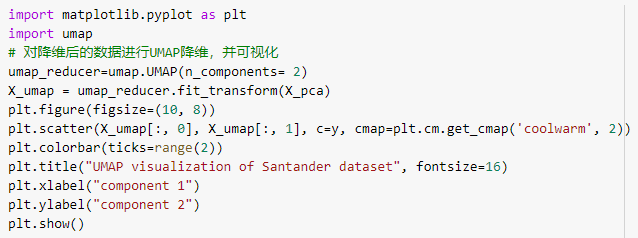 import matplotlib.pyplot as plt
import umap
# 对降维后的数据进行UMAP降维，并可视化
umap_reducer=umap.UMAP(n_components= 2)
X_umap = umap_reducer.fit_transform(X_pca)
plt.figure(figsize=(10, 8))
plt.scatter(X_umap[:, 0], X_umap[:, 1], c=y, cmap=plt.cm.get_cmap('coolwarm', 2))
plt.colorbar(ticks=range(2))
plt.title("UMAP visualization of Santander dataset", fontsize=16)
plt.xlabel("component 1")
plt.ylabel("component 2")
plt.show()